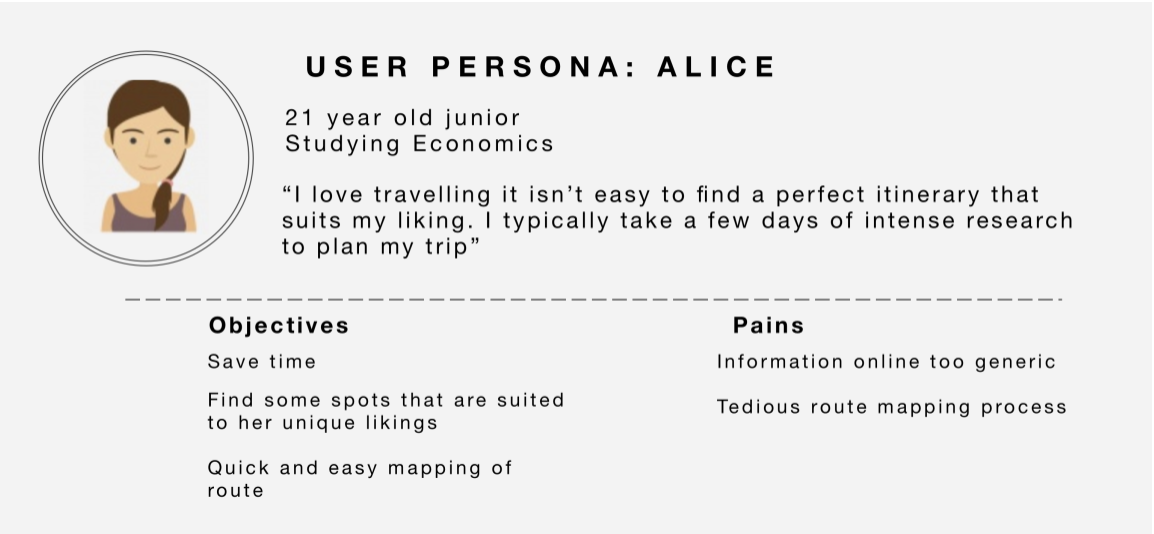 USER PERSONA: ALICE
21 year old junior
Studying Economics
“I love travelling it isn’t easy to find a perfect itinerary that
suits my liking. I typically take a few days of intense research
to plan my trip”
Objectives
Save time
Find some spots that are suited
to her unique likings
Quick and easy mapping of
route
Pains
Information online too generic
Tedious route mapping process